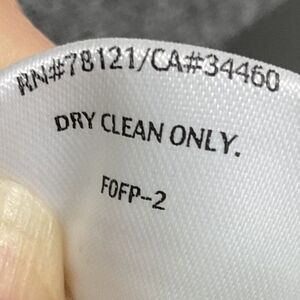 RN#78121/CA#34460
DRY CLEAN ONLY.
FOFP-2